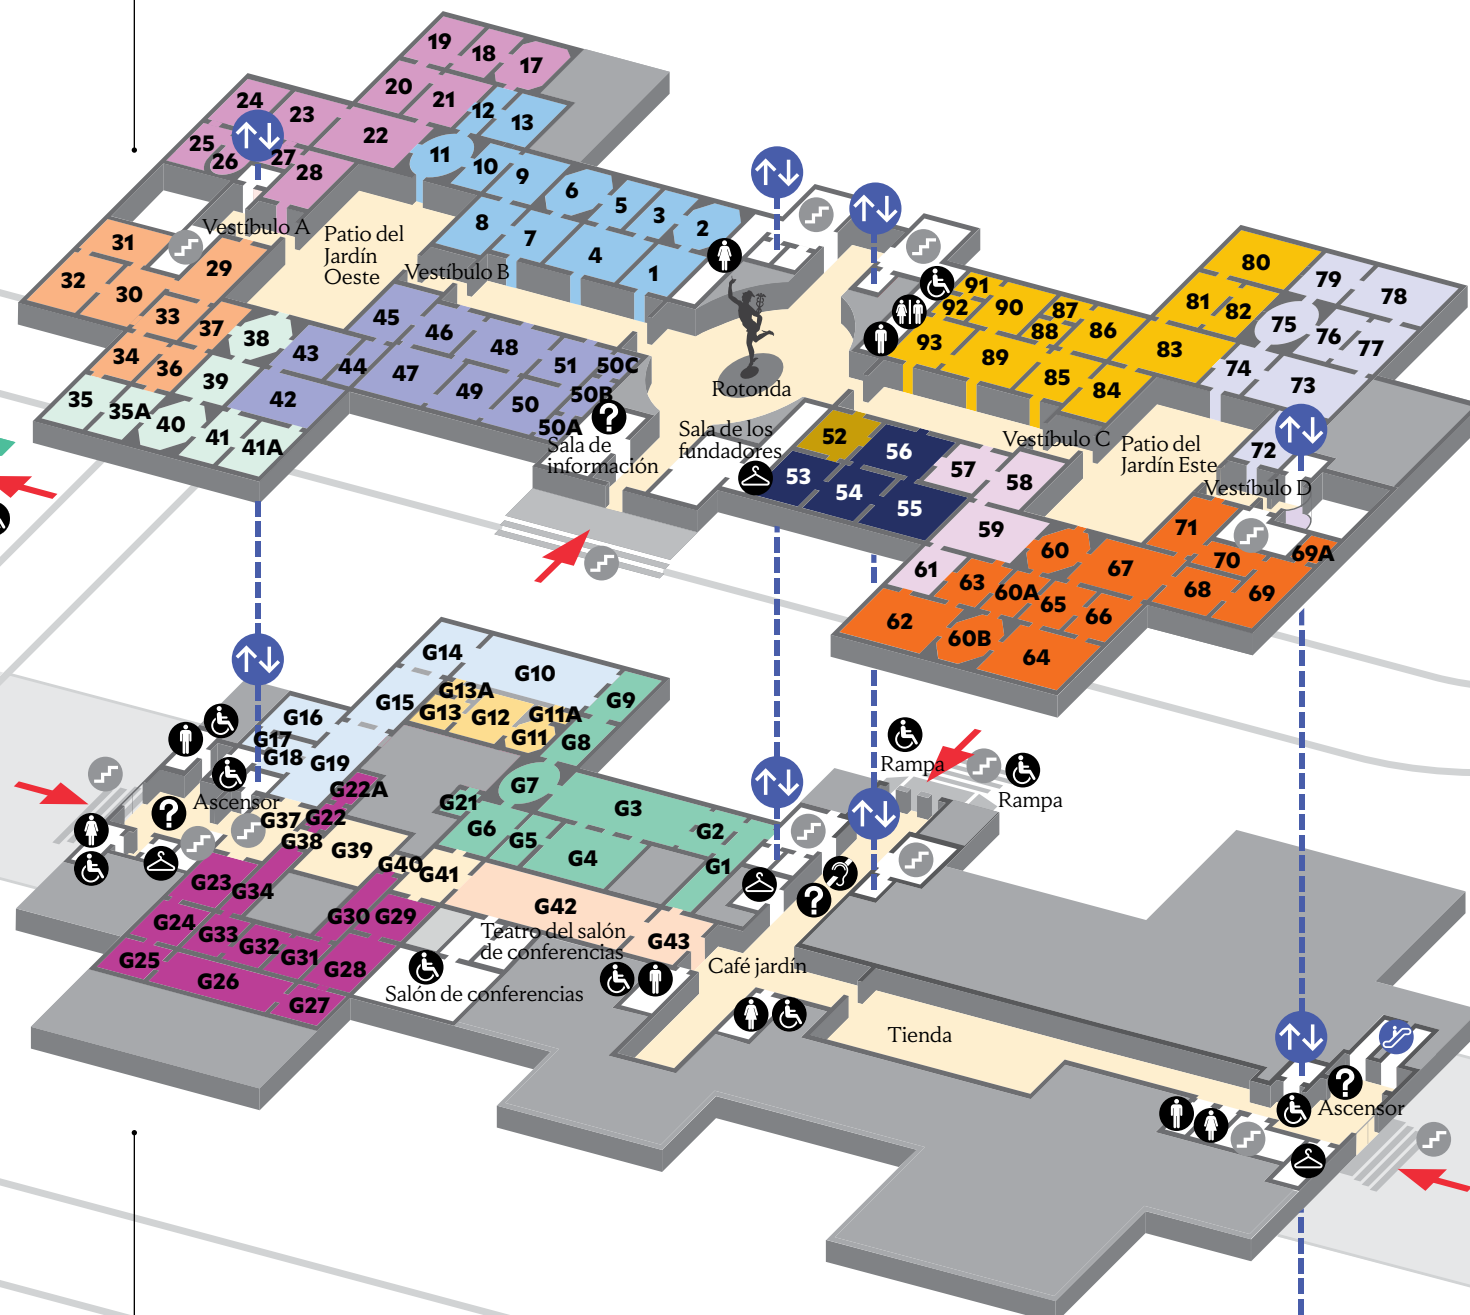 19
18
17
20
21
12
13
24
23
22
25
26
27
28
11
10
9
6
5
3
2
8
7
4
1
Vestíbulo A
Patio del
Jardín
Oeste
Vestíbulo B
31
32
30
29
33
37
34
36
38
39
35
35A
40
41
41A
45
46
48
51
50C
43
44
47
49
50
50B
50A
42
?
Sala de
información
Rotonda
Sala de los
fundadores
91
92
90
87
88
86
93
89
85
84
83
80
81
82
79
78
75
76
77
74
73
72
52
56
53
54
55
57
58
59
61
Vestíbulo C
Patio del
Jardín Este
Vestíbulo D
60
63
60A
65
67
66
62
60B
64
71
70
69A
68
69
G14
G10
G13A
G15
G13
G12
G11A
G11
G9
G8
G16
G17
G18
G19
G22A
G7
G21
G3
G6
G5
G4
G2
G1
Ascensor
?
G37
G22
G38
G39
G40
G41
G23
G34
G24
G33
G32
G31
G30
G29
G25
G26
G28
G27
G42
G43
Teatro del salón
de conferencias
Salón de conferencias
Rampa
Rampa
?
Café jardín
Tienda
?
Ascensor